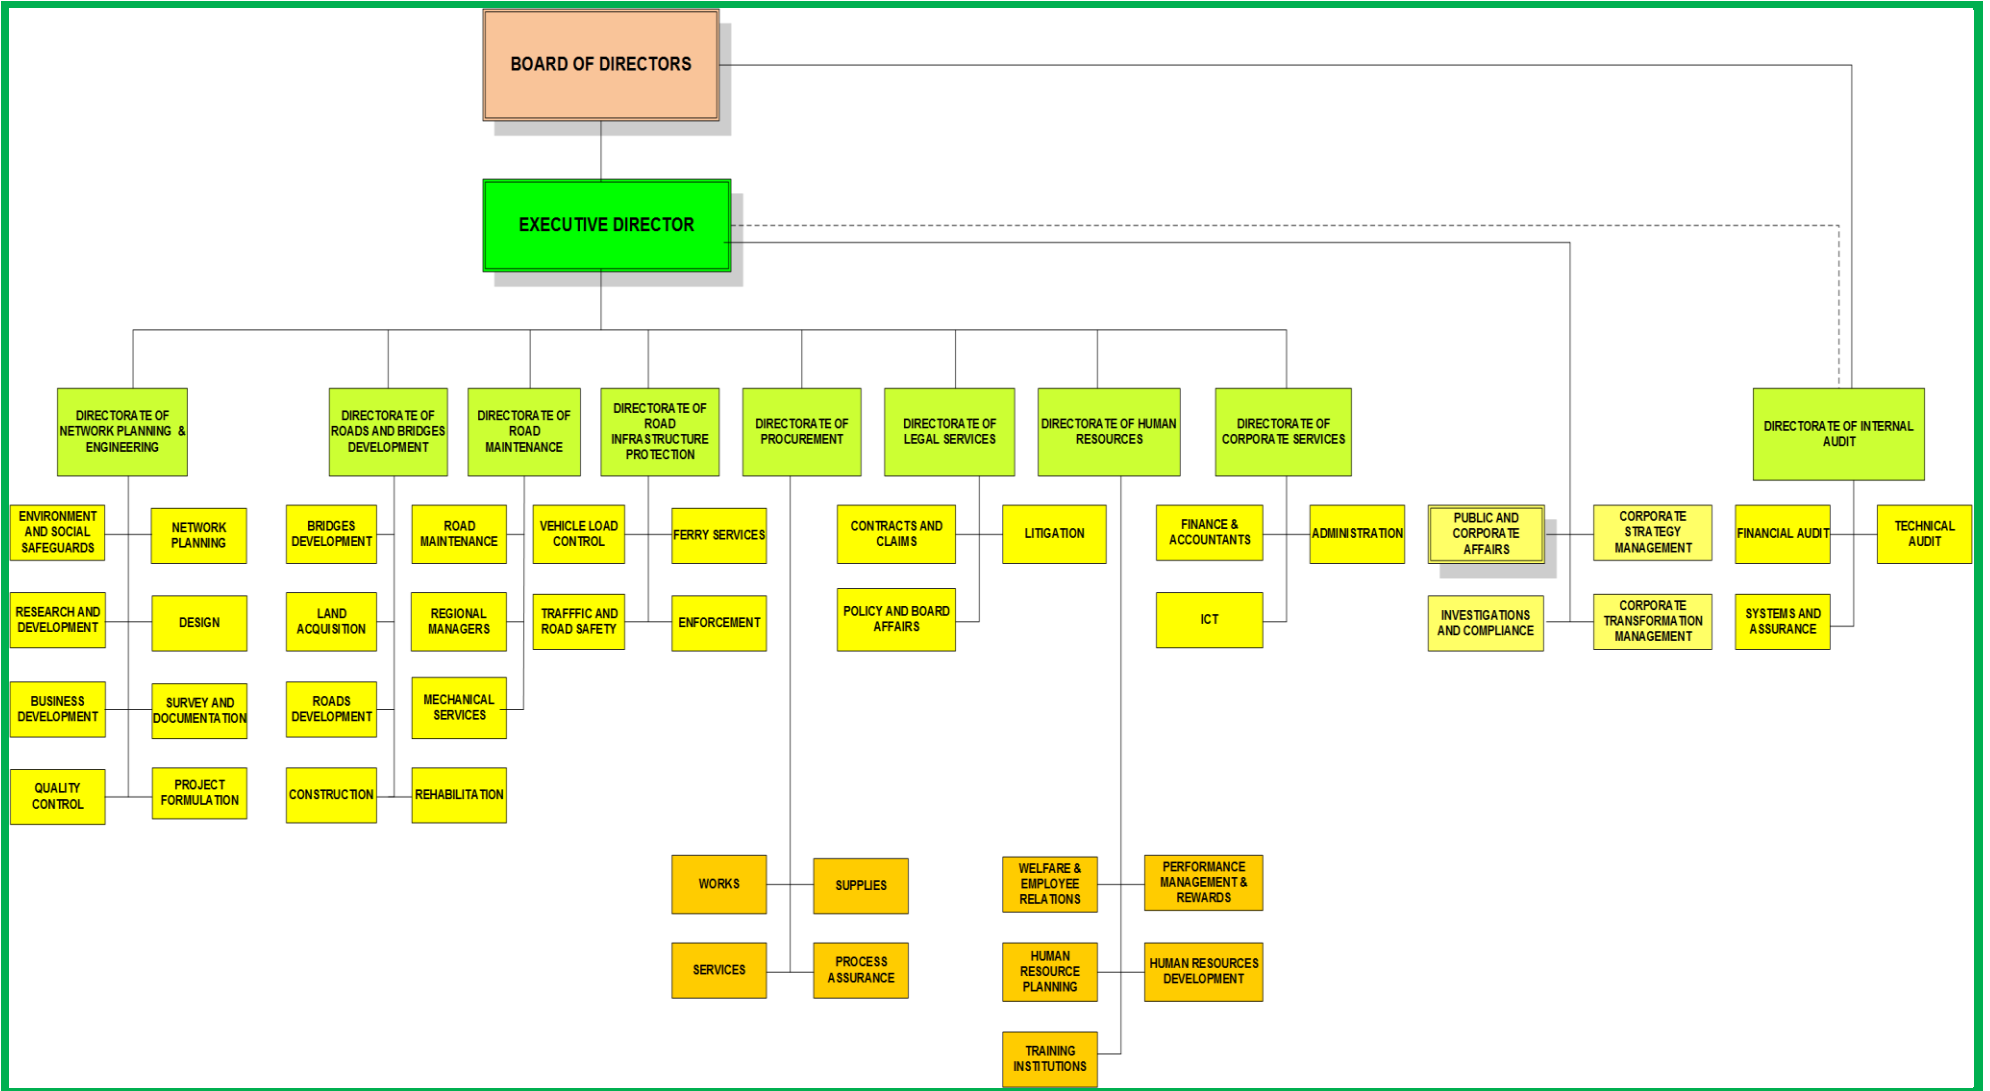 BOARD OF DIRECTORS
EXECUTIVE DIRECTOR
DIRECTORATE OF
NETWORK PLANNING &
ENGINEERING
DIRECTORATE OF
ROADS AND BRIDGES
DEVELOPMENT
DIRECTORATE OF
ROAD
MAINTENANCE
DIRECTORATE OF
ROAD
INFRASTRUCTURE
PROTECTION
DIRECTORATE OF
PROCUREMENT
DIRECTORATE OF
LEGAL SERVICES
DIRECTORATE OF HUMAN
RESOURCES
DIRECTORATE OF
CORPORATE SERVICES
DIRECTORATE OF INTERNAL
AUDIT
ENVIRONMENT
AND SOCIAL
SAFEGUARDS
NETWORK
PLANNING
BRIDGES
DEVELOPMENT
ROAD
MAINTENANCE
VEHICLE LOAD
CONTROL
FERRY SERVICES
CONTRACTS AND
CLAIMS
LITIGATION
FINANCE &
ACCOUNTANTS
ADMINISTRATION
PUBLIC AND
CORPORATE
AFFAIRS
CORPORATE
STRATEGY
MANAGEMENT
FINANCIAL AUDIT
TECHNICAL
AUDIT
RESEARCH AND
DEVELOPMENT
DESIGN
LAND
ACQUISITION
REGIONAL
MANAGERS
TRAFFFIC AND
ROAD SAFETY
ENFORCEMENT
POLICY AND BOARD
AFFAIRS
ICT
INVESTIGATIONS
AND COMPLIANCE
CORPORATE
TRANSFORMATION
MANAGEMENT
SYSTEMS AND
ASSURANCE
BUSINESS
DEVELOPMENT
SURVEY AND
DOCUMENTATION
ROADS
DEVELOPMENT
MECHANICAL
SERVICES
QUALITY
CONTROL
PROJECT
FORMULATION
CONSTRUCTION
REHABILITATION
WORKS
SUPPLIES
WELFARE &
EMPLOYEE
RELATIONS
PERFORMANCE
MANAGEMENT &
REWARDS
SERVICES
PROCESS
ASSURANCE
HUMAN
RESOURCE
PLANNING
HUMAN RESOURCES
DEVELOPMENT
TRAINING
INSTITUTIONS